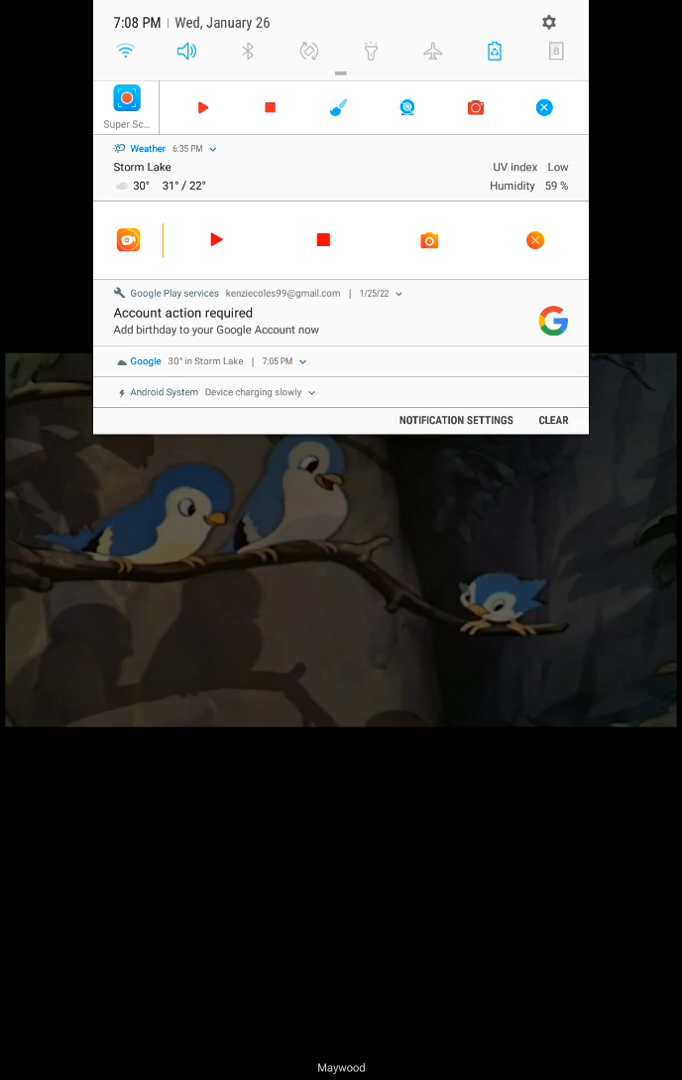 7:08 PM | Wed, January 26
B
Super Sc...
Weather 6:35 PM
Storm Lake UV index Low
30° 31° / 22° Humidity 59 %
Google Play services kenziecoles99@gmail.com | 1/25/22
Account action required
Add birthday to your Google Account now
Google 30° in Storm Lake | 7:05 PM
Android System Device charging slowly
NOTIFICATION SETTINGS CLEAR
Maywood